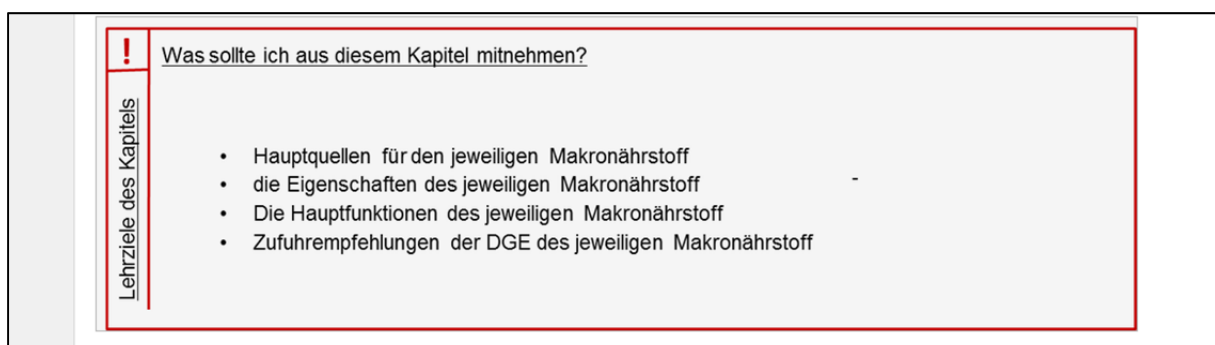 !
Was sollte ich aus diesem Kapitel mitnehmen?
Lehrziele des Kapitels
• Hauptquellen für den jeweiligen Makronährstoff
• die Eigenschaften des jeweiligen Makronährstoff
-
• Die Hauptfunktionen des jeweiligen Makronährstoff
• Zufuhrempfehlungen der DGE des jeweiligen Makronährstoff